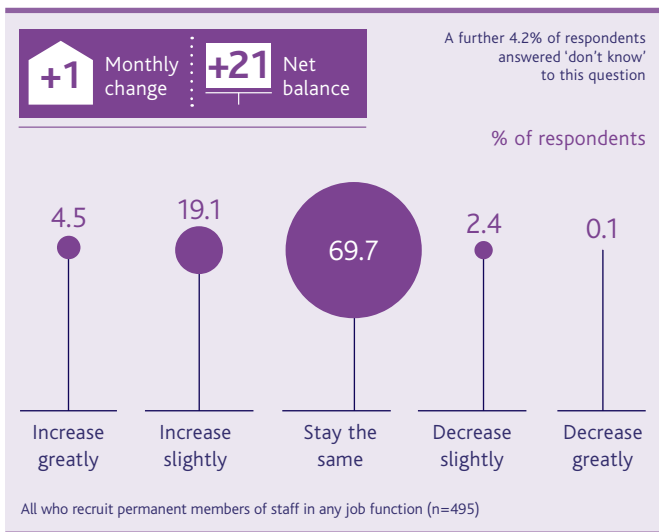 +1
Monthly
change
+21
Net
balance
A further 4.2% of respondents
answered ‘don’t know’
to this question
% of respondents
4.5
19.1
69.7
2.4
0.1
Increase
greatly
Increase
slightly
Stay the
same
Decrease
slightly
Decrease
greatly
All who recruit permanent members of staff in any job function (n=495)